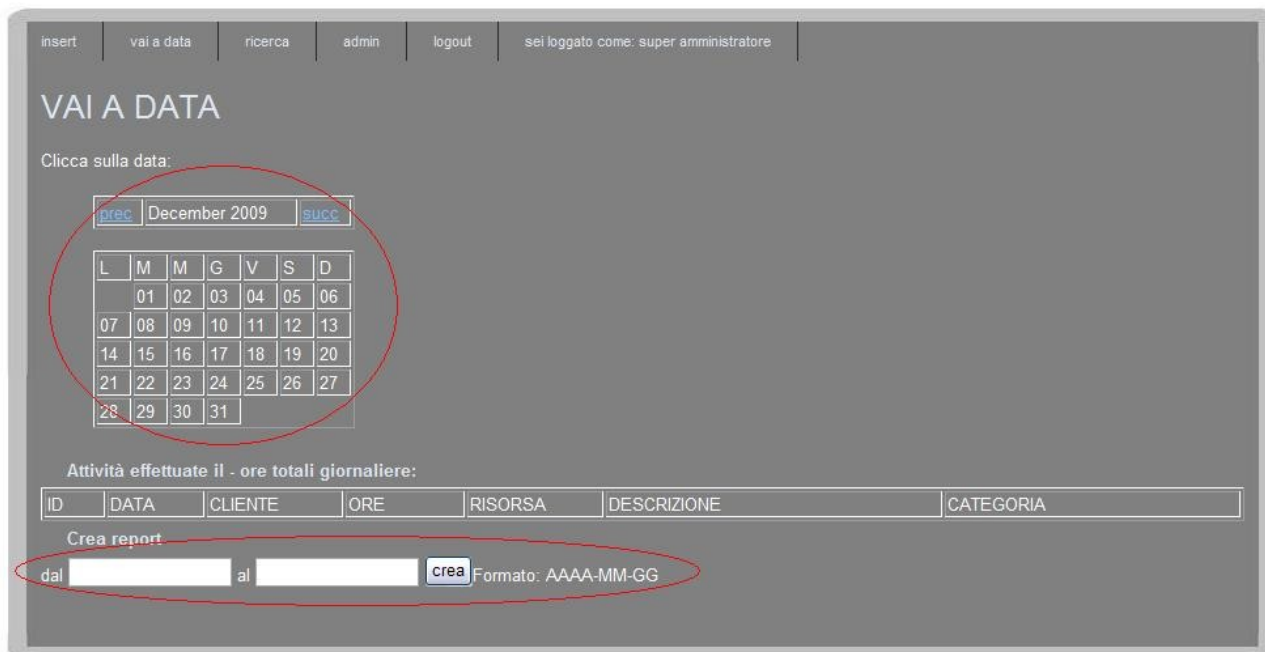 insert vai a data ricerca admin logout sei loggato come: super amministratore
VAI A DATA
Clicca sulla data:
prec December 2009 succ
L M M G V S D
01 02 03 04 05 06
07 08 09 10 11 12 13
14 15 16 17 18 19 20
21 22 23 24 25 26 27
28 29 30 31
Attività effettuate il - ore totali giornaliere:
ID DATA CLIENTE ORE RISORSA DESCRIZIONE CATEGORIA
Crea report
dal al crea Formato: AAAA-MM-GG